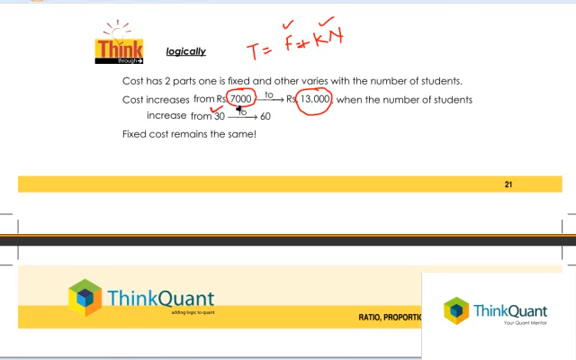 Think
through
logically
T = f + KN
Cost has 2 parts one is fixed and other varies with the number of students.
Cost increases from Rs. 7000 to Rs. 13,000, when the number of students
increase from 30 to 60
Fixed cost remains the same!
21
ThinkQuant
adding logic to quant
RATIO, PROPORTIO
ThinkQuant
Your Quant Mentor